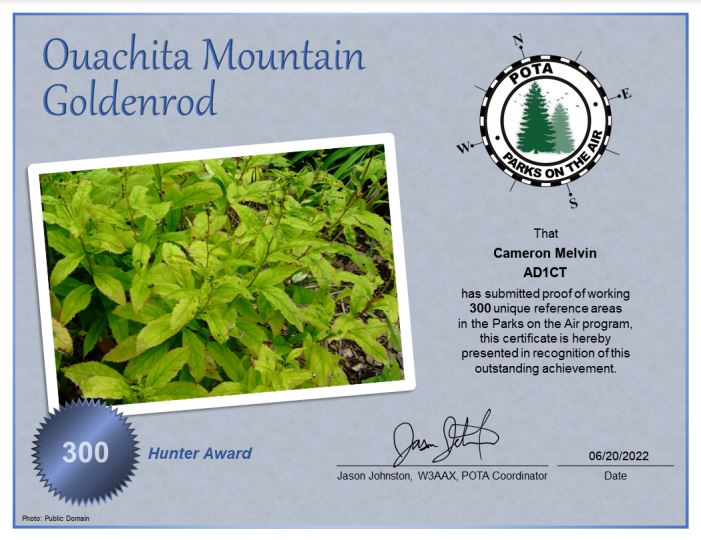 Ouachita Mountain
Goldenrod
N
POTA
E
W
PARKS ON THE AIR
S
That
Cameron Melvin
AD1CT
has submitted proof of working
300 unique reference areas
in the Parks on the Air program,
this certificate is hereby
presented in recognition of this
outstanding achievement.
300
Hunter Award
06/20/2022
Jason Johnston, W3AAX, POTA Coordinator
Date
Photo: Public Domain